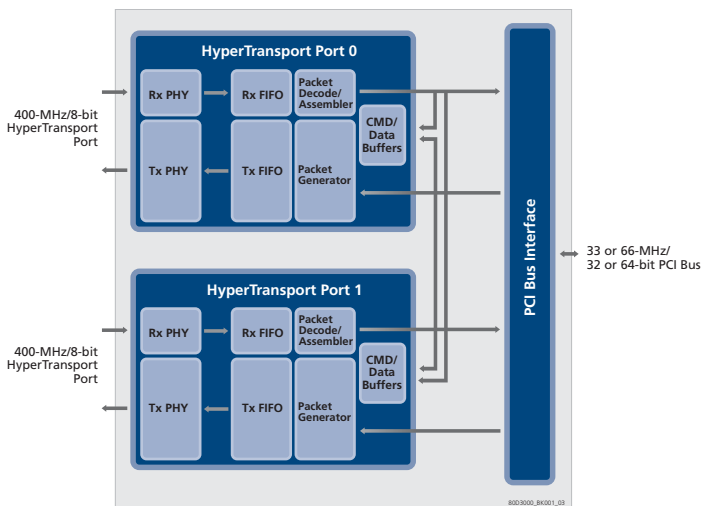 HyperTransport Port 0
400-MHz/8-bit
HyperTransport
Port
Rx PHY
Rx FIFO
Packet
Decode/
Assembler
CMD/
Data
Buffers
Tx PHY
Tx FIFO
Packet
Generator
HyperTransport Port 1
400-MHz/8-bit
HyperTransport
Port
Rx PHY
Rx FIFO
Packet
Decode/
Assembler
CMD/
Data
Buffers
Tx PHY
Tx FIFO
Packet
Generator
PCI Bus Interface
33 or 66-MHz/
32 or 64-bit PCI Bus
80D3000_BK001_03